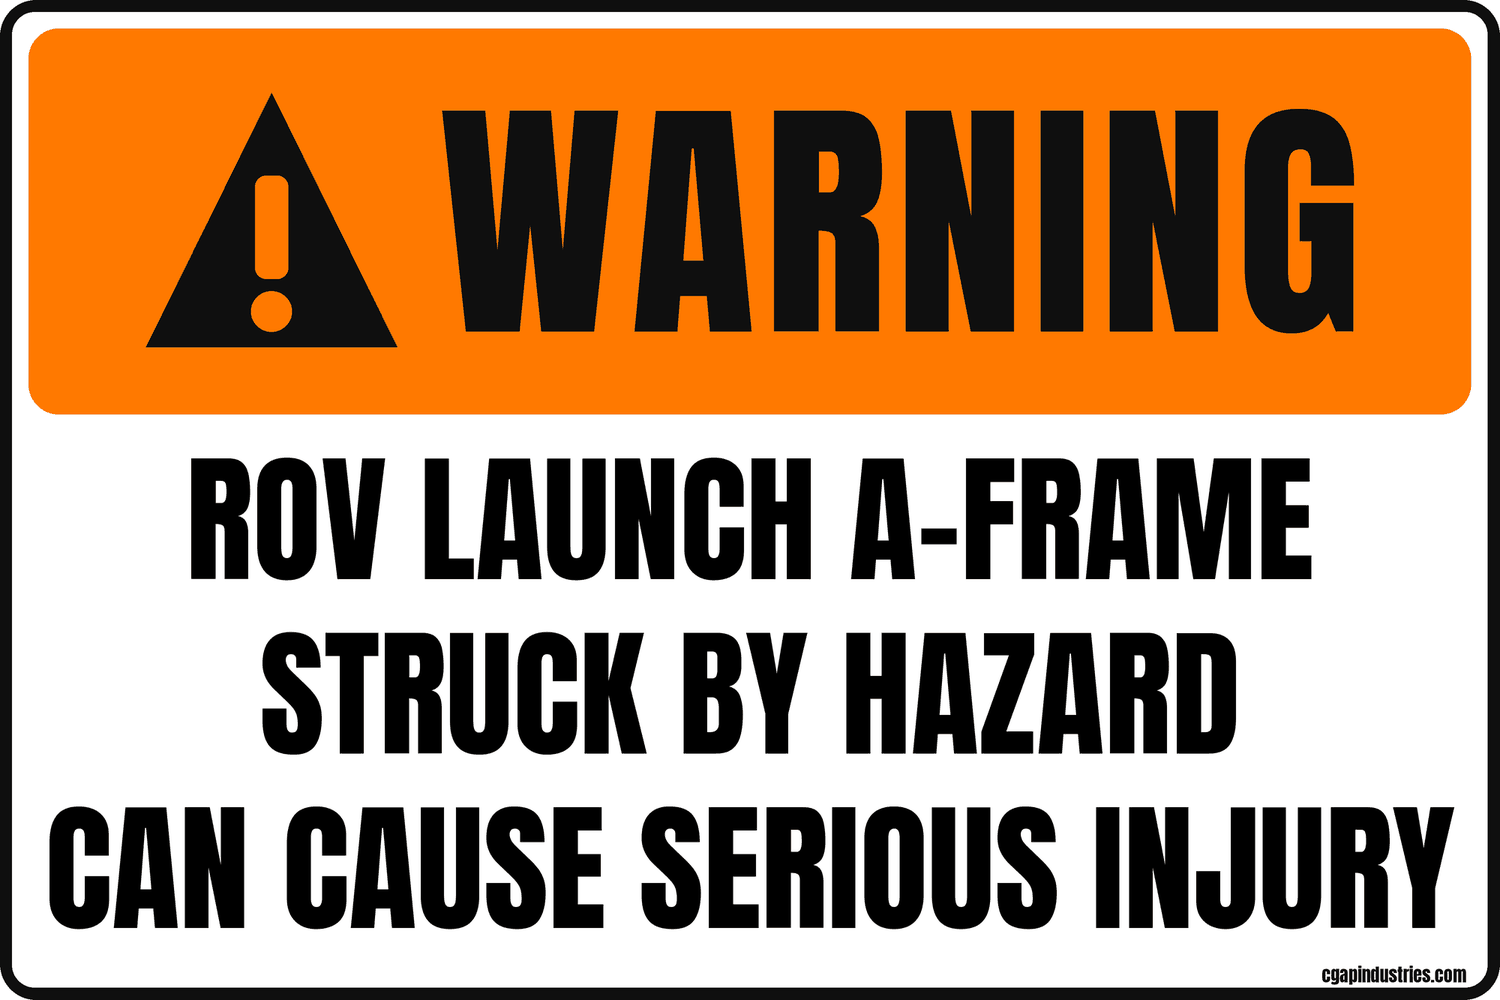 WARNING
ROV LAUNCH A-FRAME
STRUCK BY HAZARD
CAN CAUSE SERIOUS INJURY
cgapindustries.com